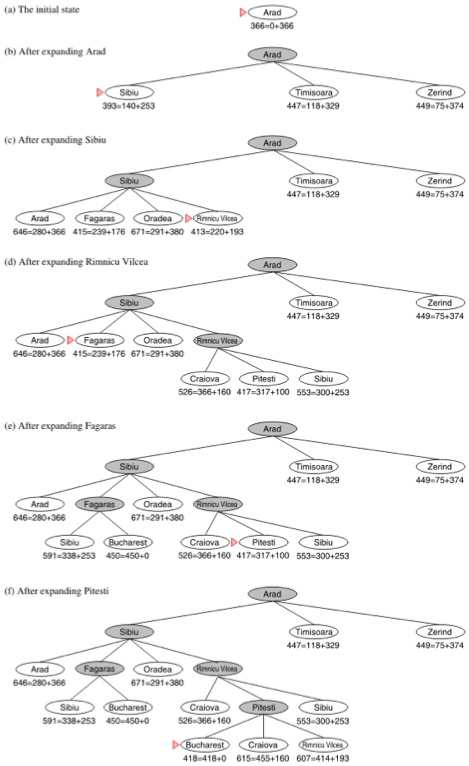 (a) The initial state
Arad
366=0+366
(b) After expanding Arad
Arad
Sibiu Timisoara Zerind
393=140+253 447=118+329 449=75+374
(c) After expanding Sibiu
Arad
Sibiu Timisoara Zerind
447=118+329 449=75+374
Arad Fagaras Oradea Rimnicu Vilcea
646=280+366 415=239+176 671=291+380 413=220+193
(d) After expanding Rimnicu Vilcea
Arad
Sibiu Timisoara Zerind
447=118+329 449=75+374
Arad Fagaras Oradea Rimnicu Vilcea
646=280+366 415=239+176 671=291+380
Craiova Pitesti Sibiu
526=366+160 417=317+100 553=300+253
(e) After expanding Fagaras
Arad
Sibiu Timisoara Zerind
447=118+329 449=75+374
Arad Fagaras Oradea Rimnicu Vilcea
646=280+366 671=291+380
Sibiu Bucharest Craiova Pitesti Sibiu
591=338+253 450=450+0 526=366+160 417=317+100 553=300+253
(f) After expanding Pitesti
Arad
Sibiu Timisoara Zerind
447=118+329 449=75+374
Arad Fagaras Oradea Rimnicu Vilcea
646=280+366 671=291+380
Sibiu Bucharest Craiova Pitesti Sibiu
591=338+253 450=450+0 526=366+160 553=300+253
Bucharest Craiova Rimnicu Vilcea
418=418+0 615=455+160 607=414+193